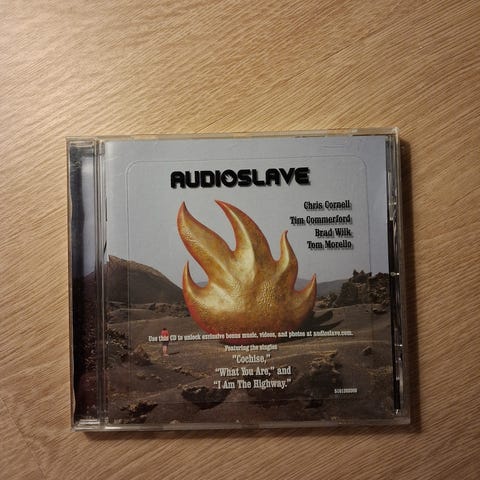 AUDIOSLAVE
Chris Cornell
Tim Commerford
Brad Wilk
Tom Morello
Use this CD to unlock exclusive bonus music, videos, and photos at audioslave.com.
Featuring the singles
"Cochise,"
"What You Are," and
"I Am The Highway."